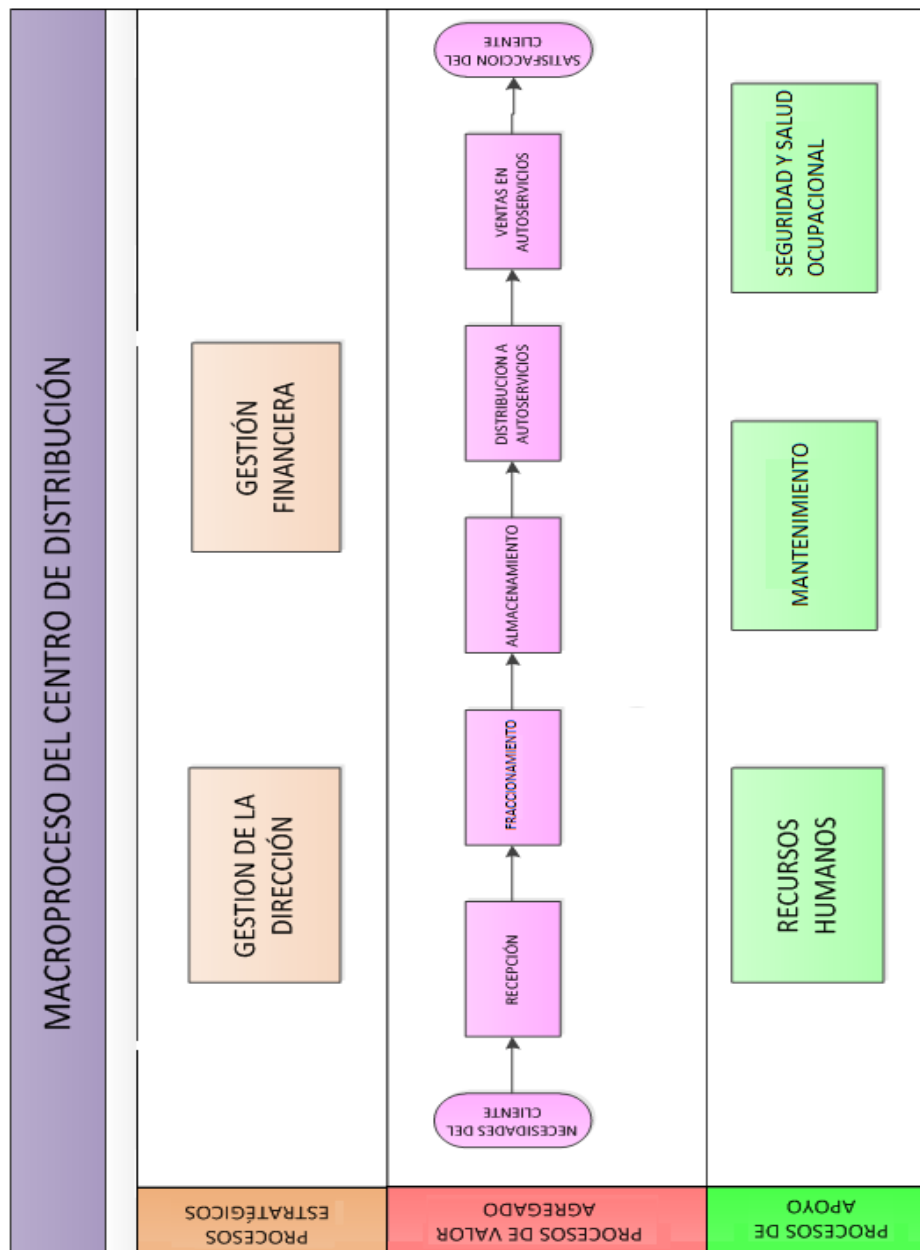 MACROPROCESO DEL CENTRO DE DISTRIBUCIÓN
PROCESOS
ESTRATÉGICOS
GESTION DE LA
DIRECCIÓN
GESTIÓN
FINANCIERA
PROCESOS DE VALOR
AGREGADO
NECESIDADES DEL
CLIENTE
RECEPCIÓN
FRACCIONAMIENTO
ALMACENAMIENTO
DISTRIBUCION A
AUTOSERVICIOS
VENTAS EN
AUTOSERVICIOS
SATISFACCION DEL
CLIENTE
PROCESOS DE
APOYO
RECURSOS
HUMANOS
MANTENIMIENTO
SEGURIDAD Y SALUD
OCUPACIONAL